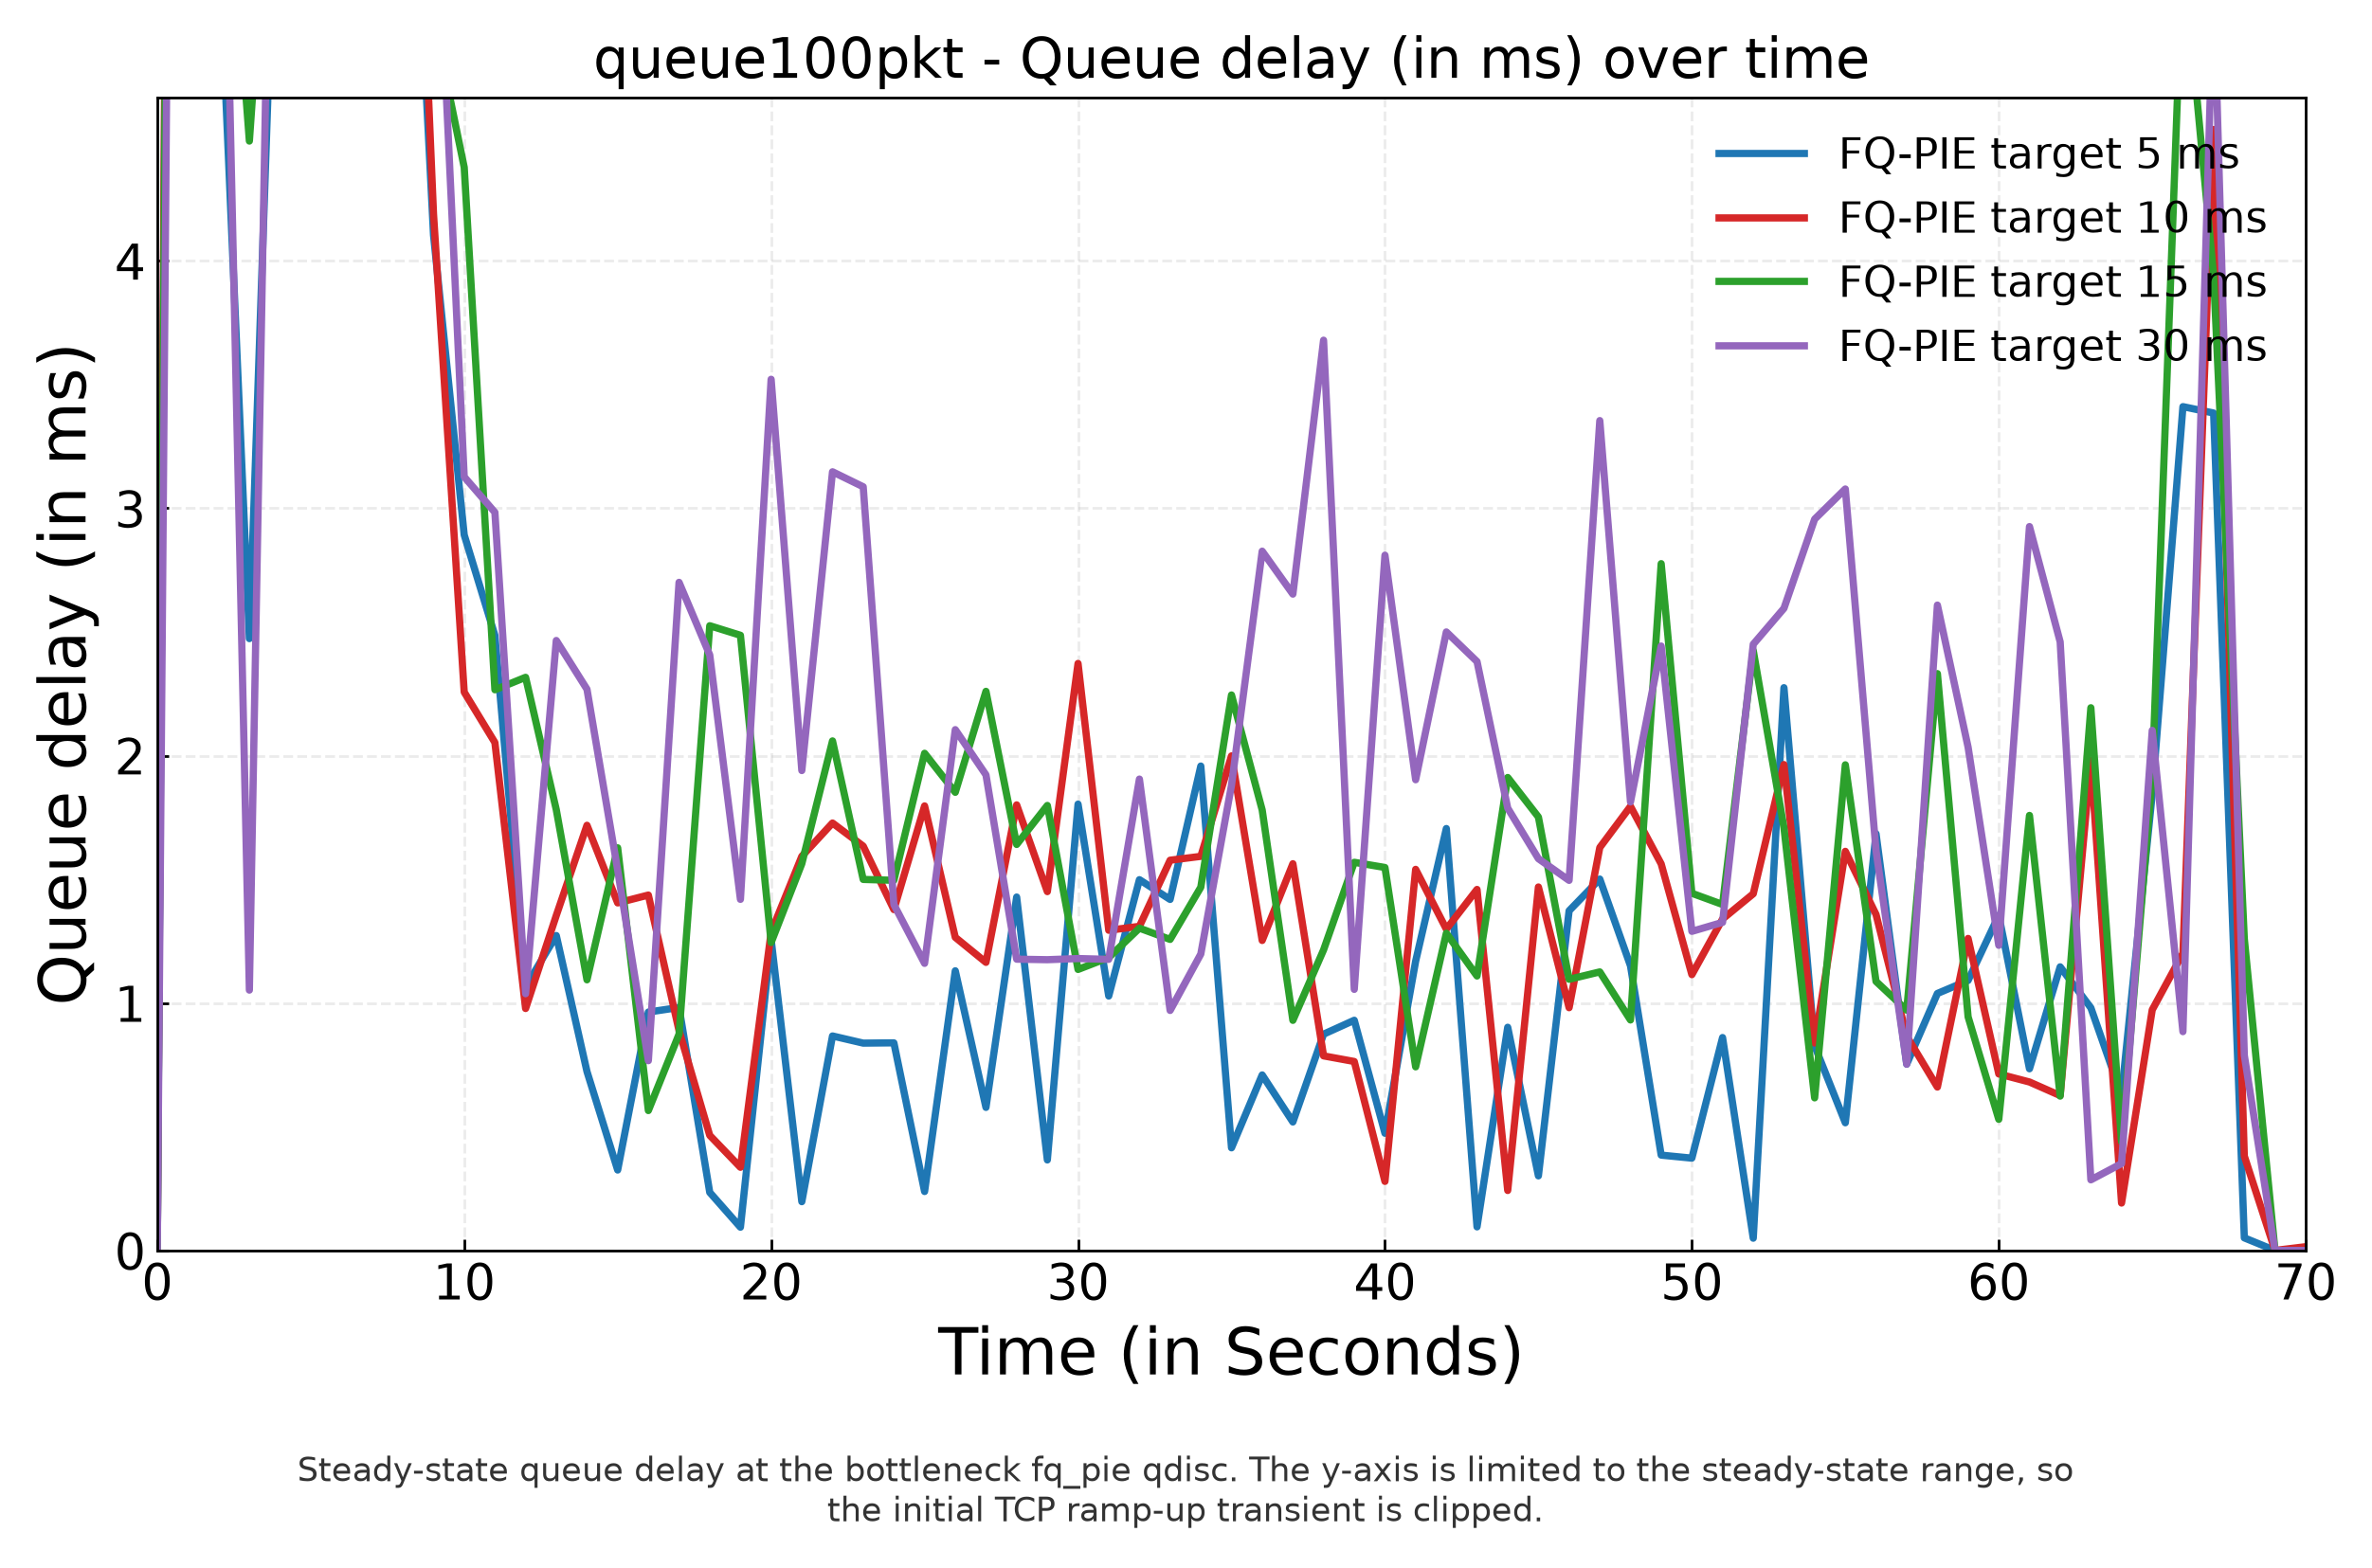 queue100pkt - Queue delay (in ms) over time
FQ-PIE target 5 ms
FQ-PIE target 10 ms
FQ-PIE target 15 ms
FQ-PIE target 30 ms
Queue delay (in ms)
4
3
2
1
0
0 10 20 30 40 50 60 70
Time (in Seconds)
Steady-state queue delay at the bottleneck fq_pie qdisc. The y-axis is limited to the steady-state range, so
the initial TCP ramp-up transient is clipped.